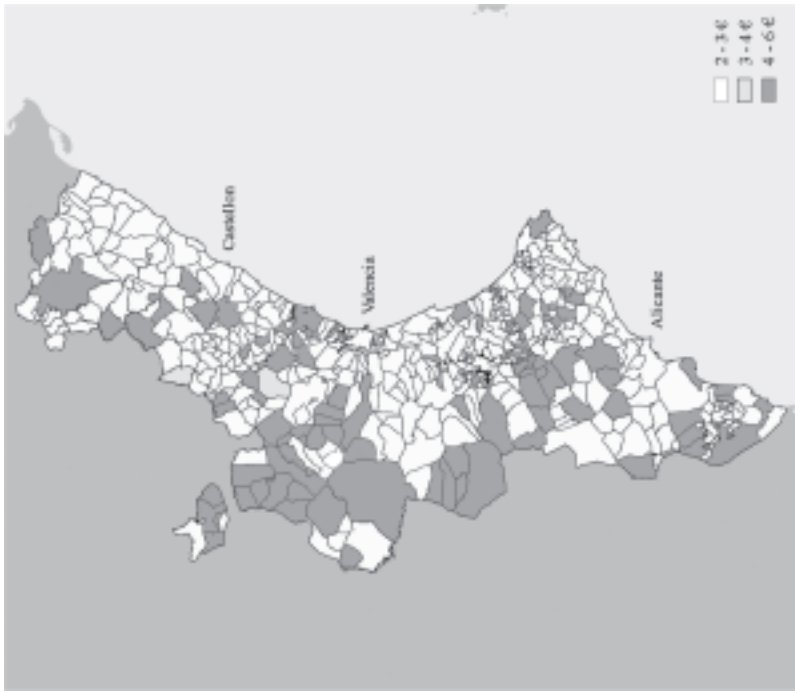 Castellon
Valencia
Alicante
2 - 3 €
3 - 4 €
4 - 6 €